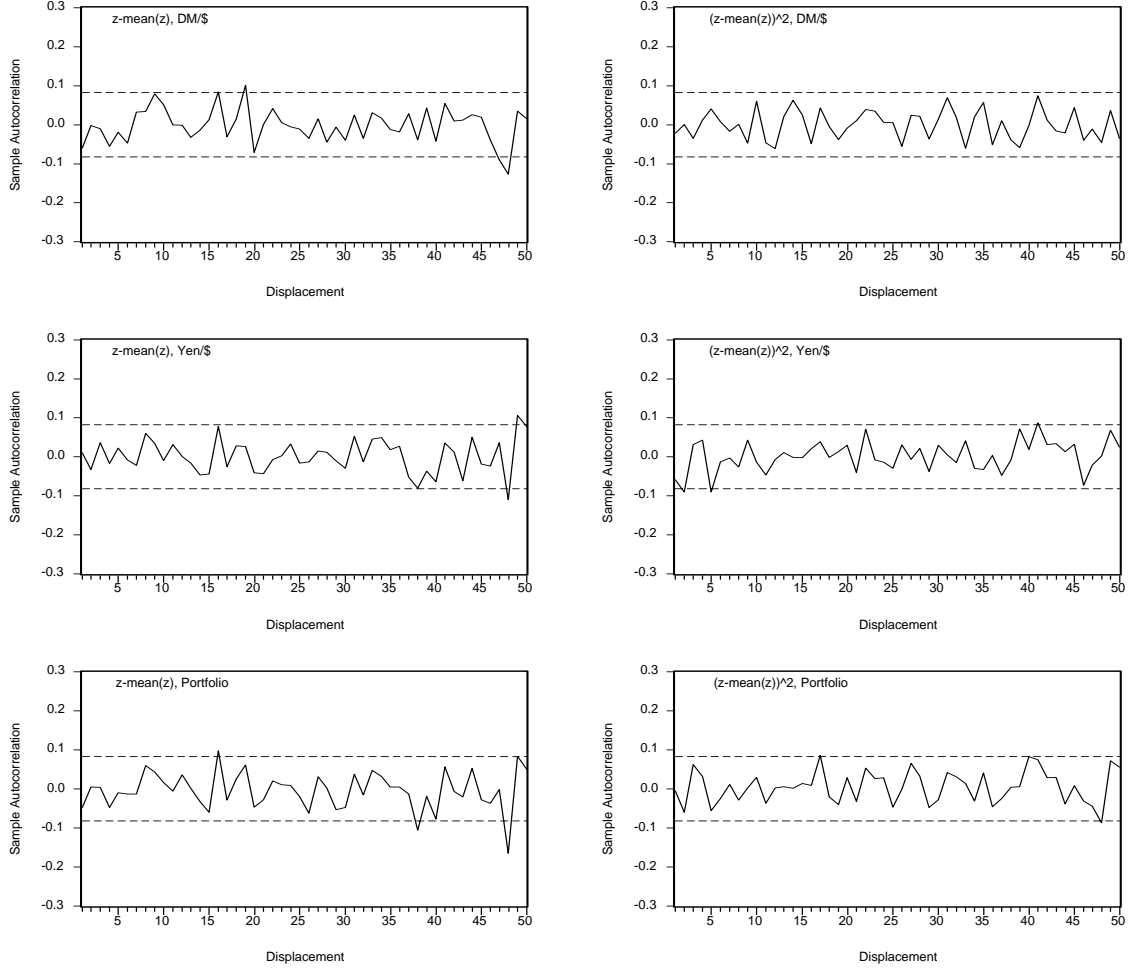 z-mean(z), DM/$
Sample Autocorrelation
0.3
0.2
0.1
0.0
-0.1
-0.2
-0.3
5 10 15 20 25 30 35 40 45 50
Displacement
(z-mean(z))^2, DM/$
Sample Autocorrelation
0.3
0.2
0.1
0.0
-0.1
-0.2
-0.3
5 10 15 20 25 30 35 40 45 50
Displacement
z-mean(z), Yen/$
Sample Autocorrelation
0.3
0.2
0.1
0.0
-0.1
-0.2
-0.3
5 10 15 20 25 30 35 40 45 50
Displacement
(z-mean(z))^2, Yen/$
Sample Autocorrelation
0.3
0.2
0.1
0.0
-0.1
-0.2
-0.3
5 10 15 20 25 30 35 40 45 50
Displacement
z-mean(z), Portfolio
Sample Autocorrelation
0.3
0.2
0.1
0.0
-0.1
-0.2
-0.3
5 10 15 20 25 30 35 40 45 50
Displacement
(z-mean(z))^2, Portfolio
Sample Autocorrelation
0.3
0.2
0.1
0.0
-0.1
-0.2
-0.3
5 10 15 20 25 30 35 40 45 50
Displacement